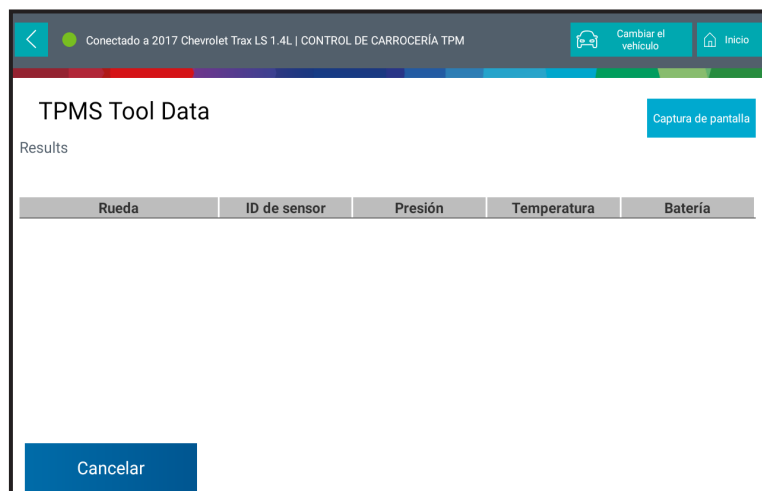 Conectado a 2017 Chevrolet Trax LS 1.4L | CONTROL DE CARROCERÍA TPM
Cambiar el
vehículo
Inicio
TPMS Tool Data
Captura de pantalla
Results
Rueda ID de sensor Presión Temperatura Batería
Cancelar